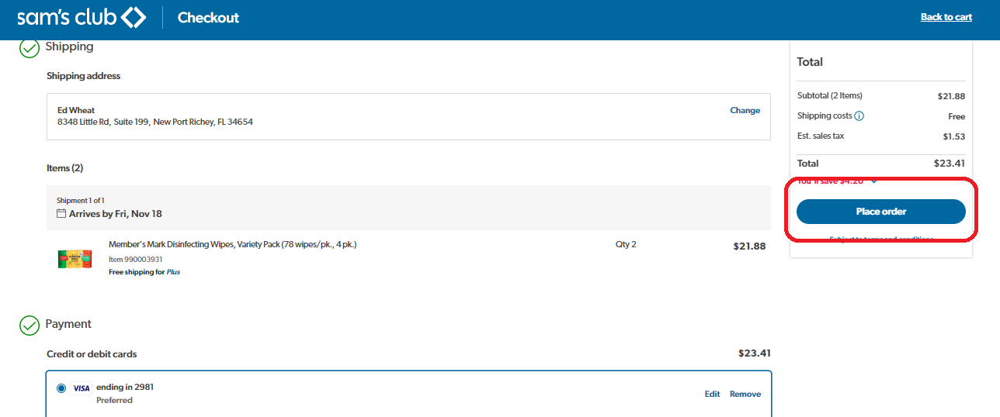 sam's club
Checkout
Back to cart
Shipping
Shipping address
Ed Wheat
8348 Little Rd, Suite 199, New Port Richey, FL 34654
Change
Items (2)
Shipment 1 of 1
Arrives by Fri, Nov 18
Member's Mark Disinfecting Wipes, Variety Pack (78 wipes/pk., 4 pk.)
Qty 2
$21.88
Item 990003931
Free shipping for Plus
Payment
Credit or debit cards
$23.41
VISA
ending in 2981
Preferred
Edit Remove
Total
Subtotal (2 Items) $21.88
Shipping costs Free
Est. sales tax $1.53
Total $23.41
You'll save $4.20
Place order
Subject to terms and conditions